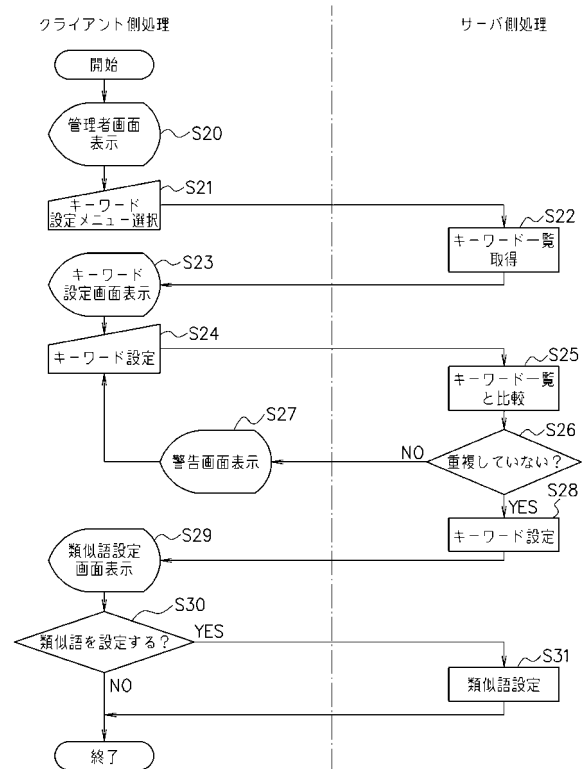 クライアント側処理
サーバ側処理
開始
管理者画面
表示
S20
キーワード
設定メニュー選択
S21
キーワード一覧
取得
S22
キーワード
設定画面表示
S23
キーワード設定
S24
キーワード一覧
と比較
S25
重複していない?
S26
NO
警告画面表示
S27
YES
キーワード設定
S28
類似語設定
画面表示
S29
類似語を設定する?
S30
YES
類似語設定
S31
NO
終了